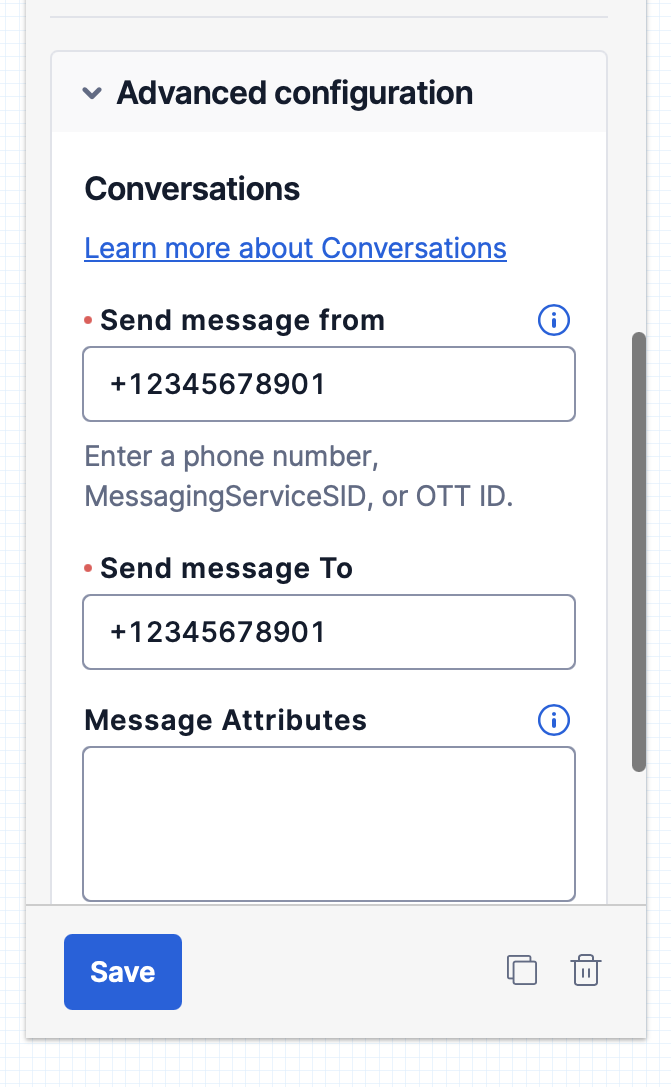 Advanced configuration
Conversations
Learn more about Conversations
Send message from
+12345678901
Enter a phone number,
MessagingServiceSID, or OTT ID.
Send message To
+12345678901
Message Attributes
Save